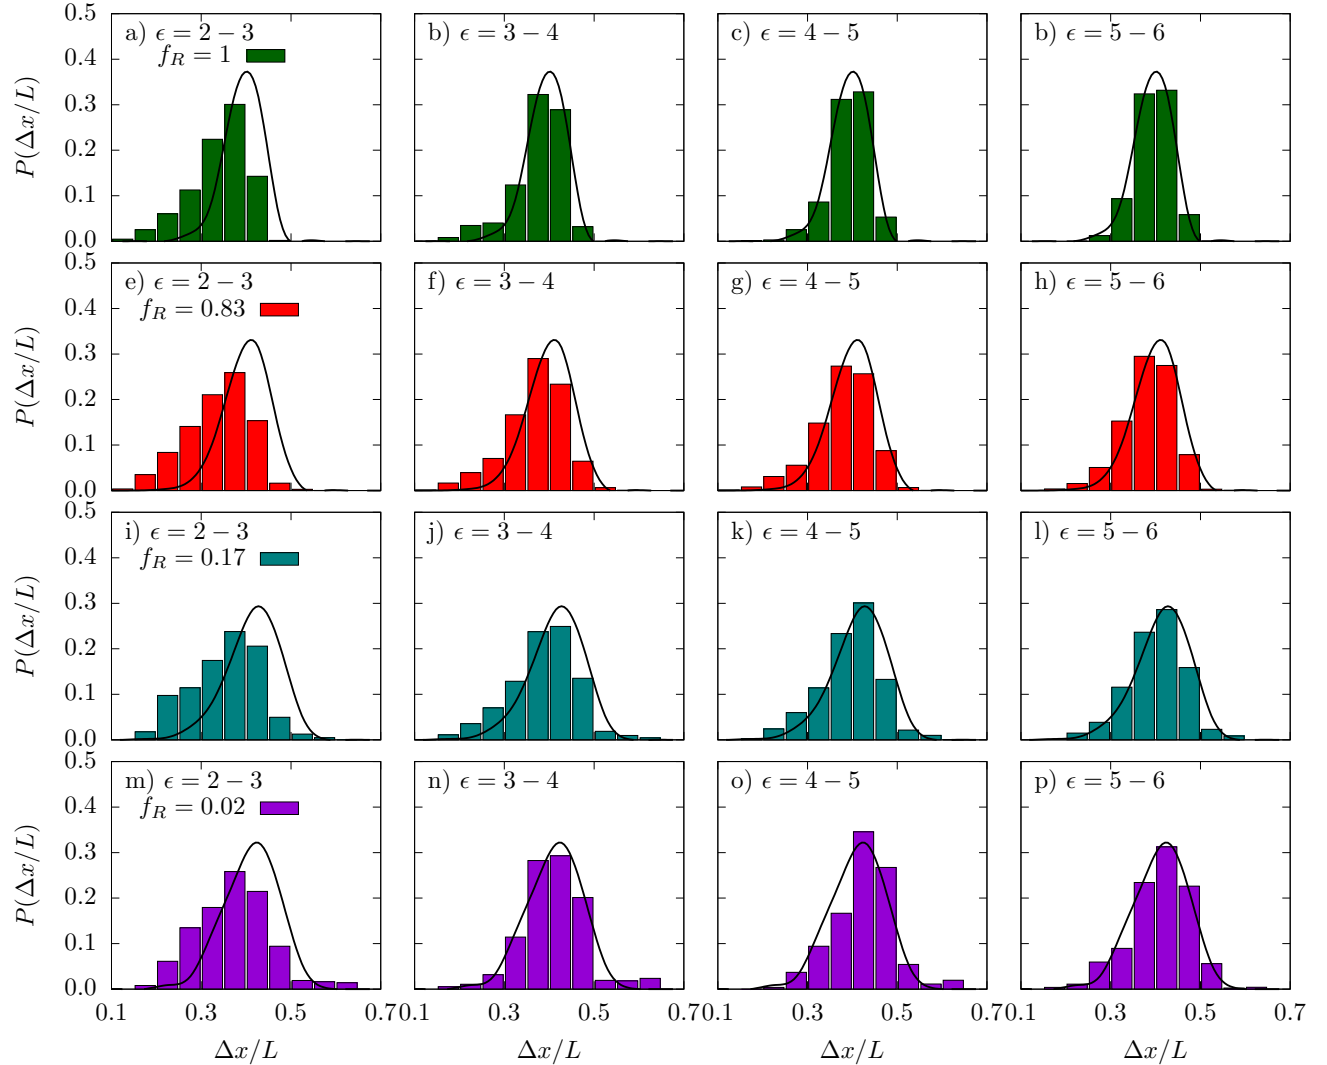 a) ϵ = 2 − 3
f_R = 1
b) ϵ = 3 − 4
c) ϵ = 4 − 5
b) ϵ = 5 − 6
P(Δx/L)
0.5
0.4
0.3
0.2
0.1
0.0
e) ϵ = 2 − 3
f_R = 0.83
f) ϵ = 3 − 4
g) ϵ = 4 − 5
h) ϵ = 5 − 6
P(Δx/L)
0.5
0.4
0.3
0.2
0.1
0.0
i) ϵ = 2 − 3
f_R = 0.17
j) ϵ = 3 − 4
k) ϵ = 4 − 5
l) ϵ = 5 − 6
P(Δx/L)
0.5
0.4
0.3
0.2
0.1
0.0
m) ϵ = 2 − 3
f_R = 0.02
n) ϵ = 3 − 4
o) ϵ = 4 − 5
p) ϵ = 5 − 6
P(Δx/L)
0.5
0.4
0.3
0.2
0.1
0.0
0.1 0.3 0.5 0.7 0.1 0.3 0.5 0.7 0.1 0.3 0.5 0.7 0.1 0.3 0.5 0.7
Δx/L Δx/L Δx/L Δx/L